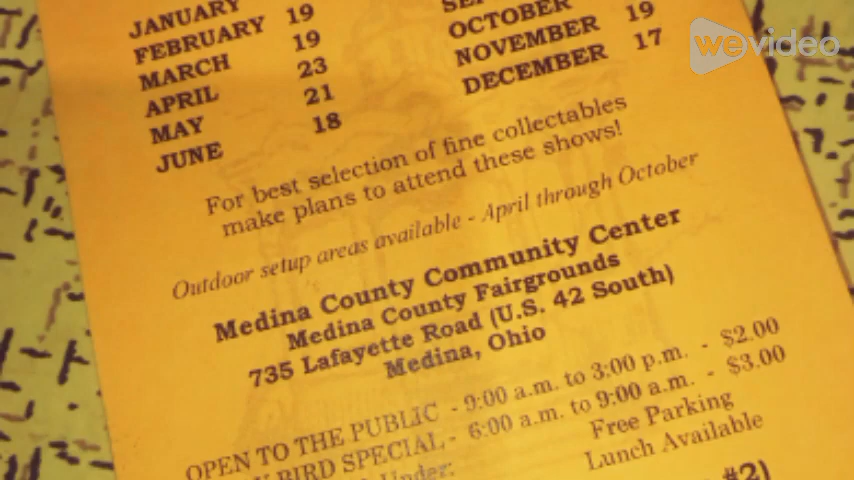 JANUARY
FEBRUARY 19
MARCH 19
APRIL 23
MAY 21
JUNE 18
OCTOBER
NOVEMBER 19
DECEMBER 17
For best selection of fine collectables
make plans to attend these shows!
Outdoor setup areas available - April through October
Medina County Community Center
Medina County Fairgrounds
735 Lafayette Road (U.S. 42 South)
Medina, Ohio
OPEN TO THE PUBLIC - 9:00 a.m. to 3:00 p.m. - $2.00
BIRD SPECIAL - 6:00 a.m. to 9:00 a.m. - $3.00
Under: Free Parking
Lunch Available
#2)
wevideo